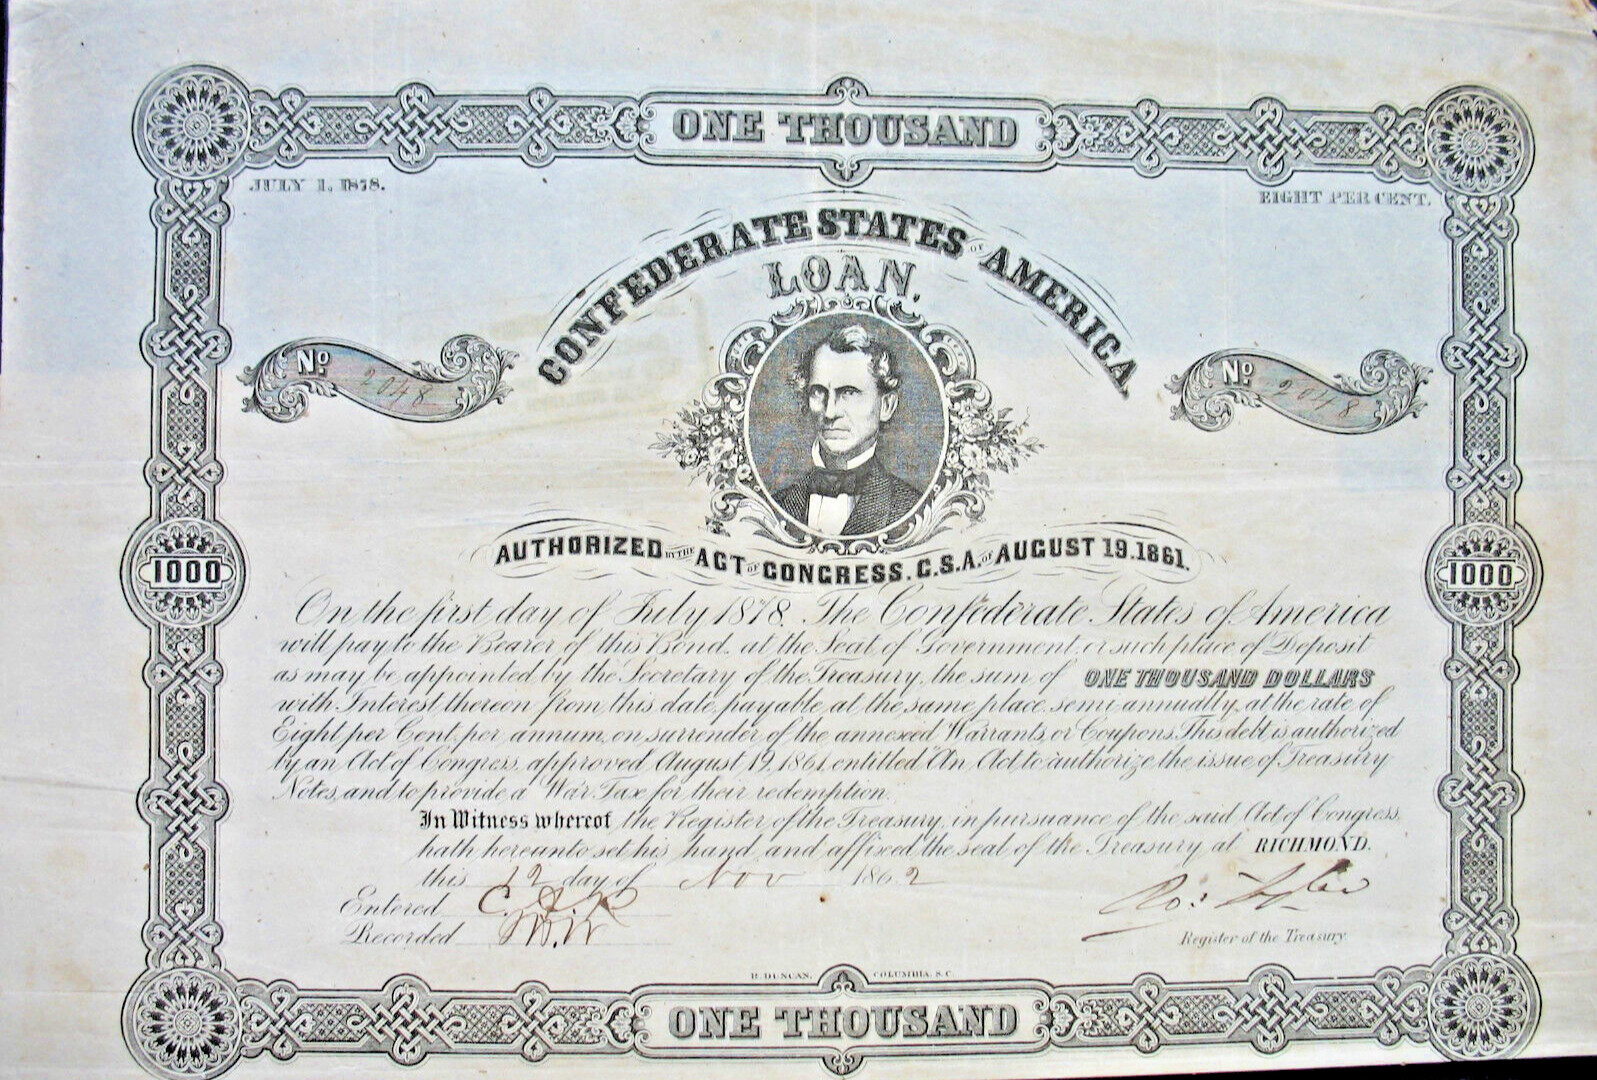 ONE THOUSAND
JULY 1, 1878.
EIGHT PER CENT.
CONFEDERATE STATES OF AMERICA
LOAN.
No. 2048
No. 2048
AUTHORIZED BY THE ACT OF CONGRESS. C.S.A. OF AUGUST 19.1861.
1000
1000
On the first day of July 1878. The Confederate States of America
will pay to the Bearer of this Bond, at the Seat of Government, or such place of Deposit
as may be appointed by the Secretary of the Treasury, the sum of ONE THOUSAND DOLLARS
with Interest thereon from this date, payable at the same place, semi-annually, at the rate of
Eight per Cent. per annum, on surrender of the annexed Warrants, or Coupons. This debt is authorized
by an Act of Congress, approved August 19, 1861, entitled "An Act to authorize the issue of Treasury
Notes, and to provide a War Tax for their redemption."
In Witness whereof, the Register of the Treasury, in pursuance of the said Act of Congress,
hath hereunto set his hand, and affixed the seal of the Treasury at RICHMOND.
this 12 day of Nov 1862
Entered C.
Recorded
Ro: Tyler
Register of the Treasury.
B. DUNCAN. COLUMBIA. S.C.
ONE THOUSAND